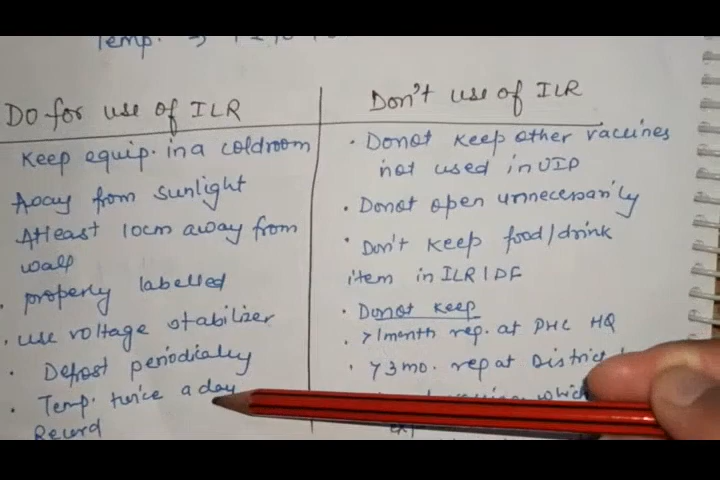 Temp. →
Do for use of ILR
Keep equip. in a coldroom
Away from sunlight
Atleast 10cm away from
wall
• properly labelled
• use voltage stabilizer
• Defrost periodically
• Temp. twice a day
Record
Don't use of ILR
• Donot keep other vaccines
not used in UIP
• Donot open unnecessarily
• Don't keep food/drink
item in ILR/DF
• Donot keep
• >1month rep. at PHC HQ
• >3mo. rep at District
which